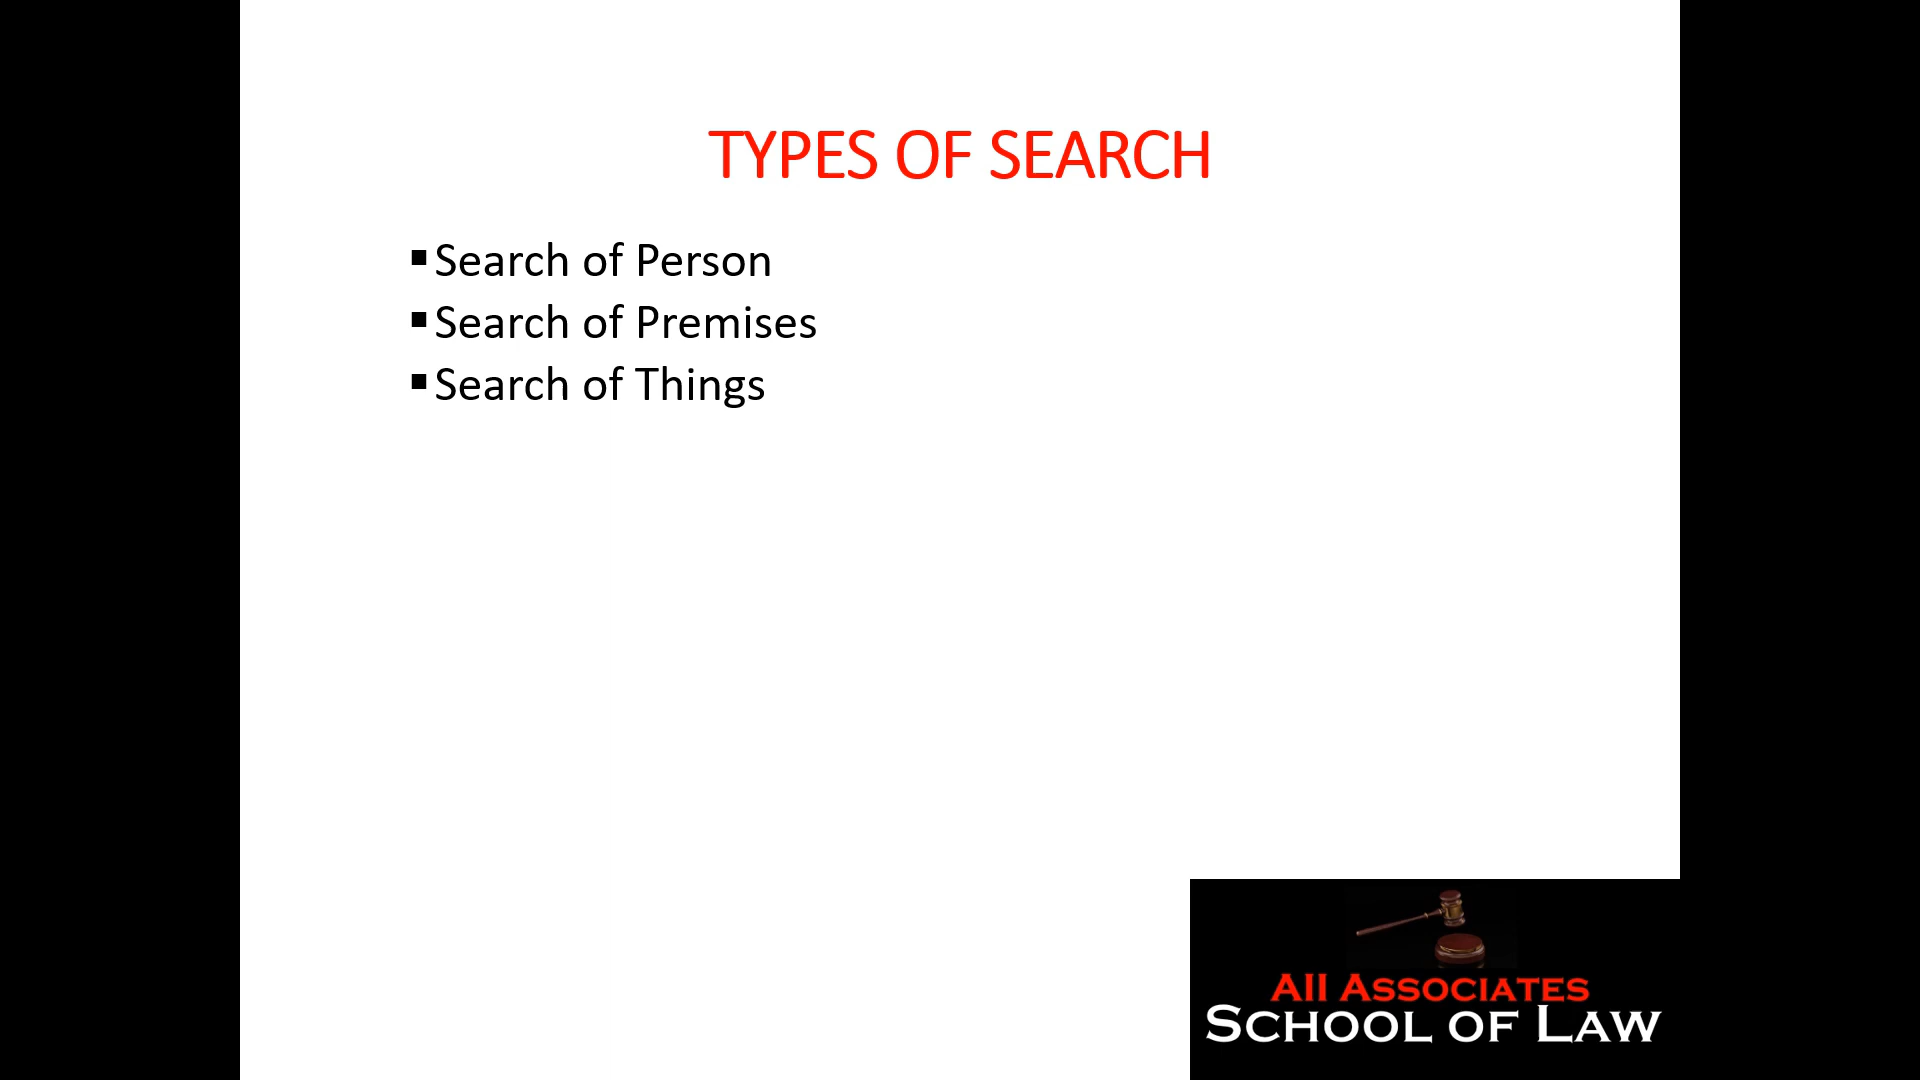 TYPES OF SEARCH
▪Search of Person
▪Search of Premises
▪Search of Things
All Associates
School of Law